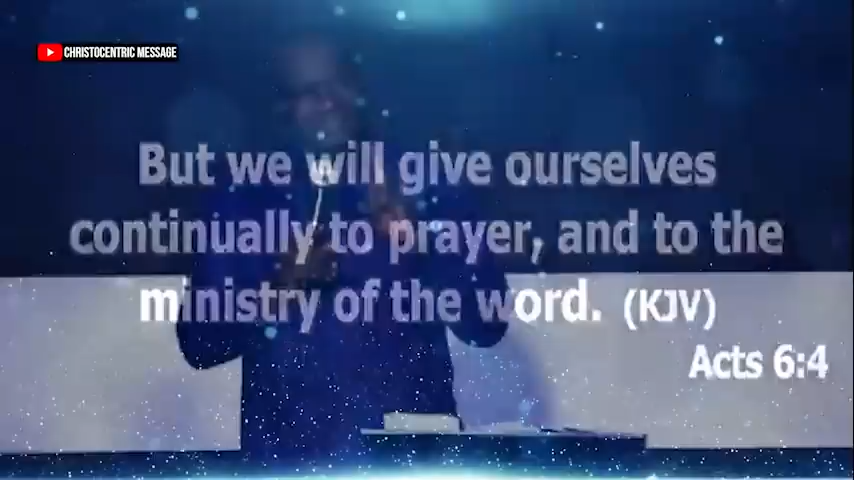 CHRISTOCENTRIC MESSAGE
But we will give ourselves
continually to prayer, and to the
ministry of the word. (KJV)
Acts 6:4